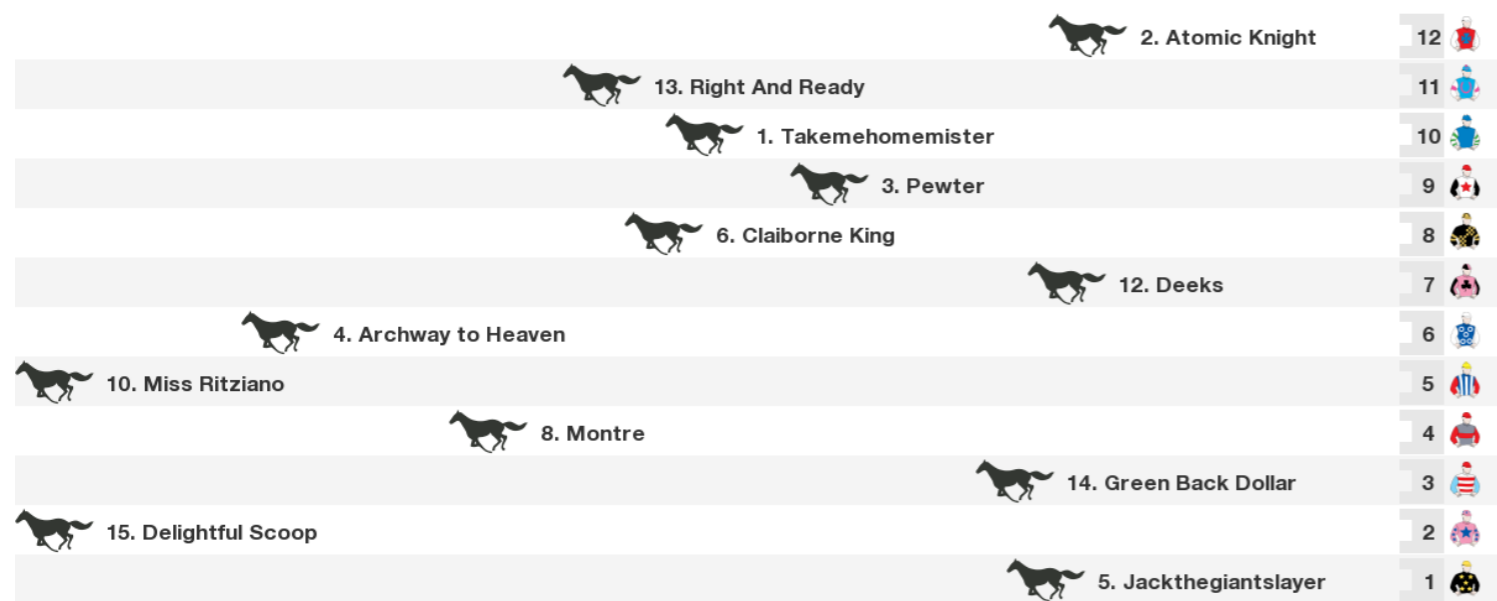 2. Atomic Knight 12
13. Right And Ready 11
1. Takemehomemister 10
3. Pewter 9
6. Claiborne King 8
12. Deeks 7
4. Archway to Heaven 6
10. Miss Ritziano 5
8. Montre 4
14. Green Back Dollar 3
15. Delightful Scoop 2
5. Jackthegiantslayer 1